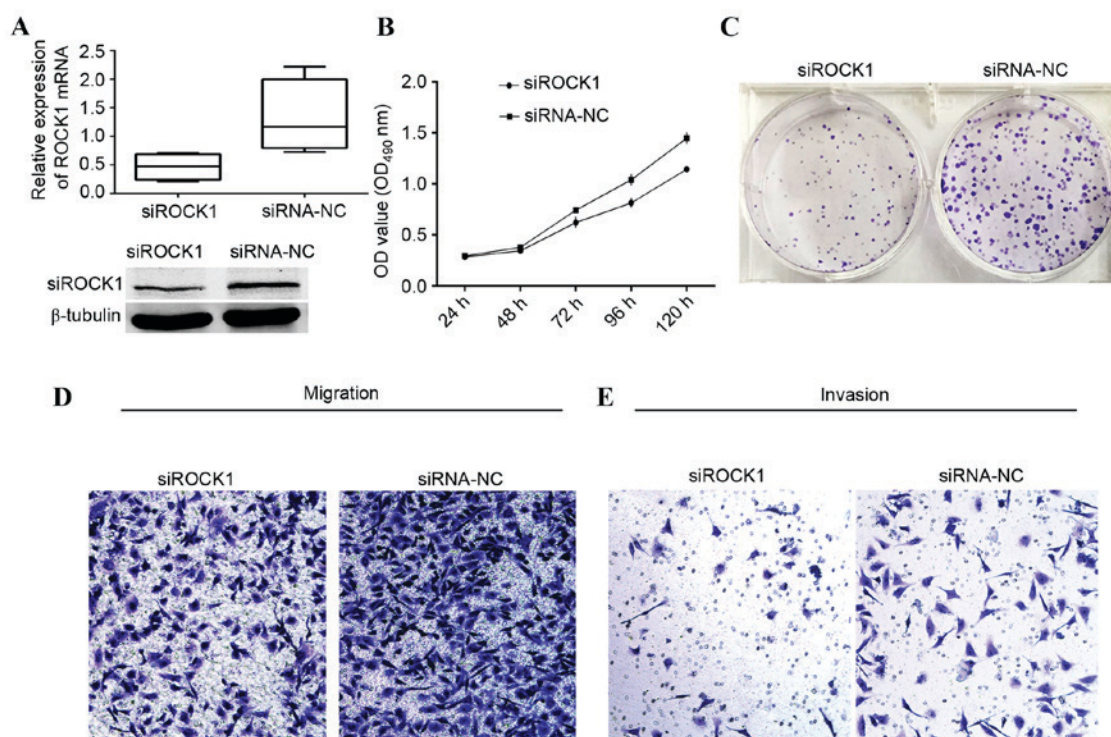 A
Relative expression
of ROCK1 mRNA
2.5
2.0
1.5
1.0
0.5
0.0
siROCK1
siRNA-NC
siROCK1
siRNA-NC
siROCK1
β-tubulin
B
OD value (OD490 nm)
2.0
1.5
1.0
0.5
0.0
siROCK1
siRNA-NC
24 h
48 h
72 h
96 h
120 h
C
siROCK1
siRNA-NC
D
Migration
siROCK1
siRNA-NC
E
Invasion
siROCK1
siRNA-NC